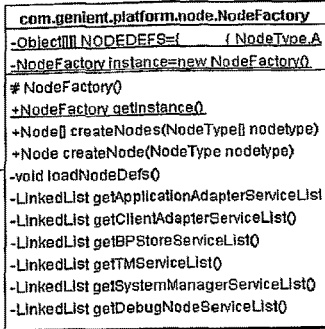 com.genient.platform.node.NodeFactory
-Object[][] NODEDEFS={ { NodeType.A
-NodeFactory instance=new NodeFactory()
# NodeFactory()
+NodeFactory getInstance()
+Node[] createNodes(NodeType[] nodetype)
+Node createNode(NodeType nodetype)
-void loadNodeDefs()
-LinkedList getApplicationAdapterServiceList
-LinkedList getClientAdapterServiceList()
-LinkedList getBPStoreServiceList()
-LinkedList getTMServiceList()
-LinkedList getSystemManagerServiceList()
-LinkedList getDebugNodeServiceList()